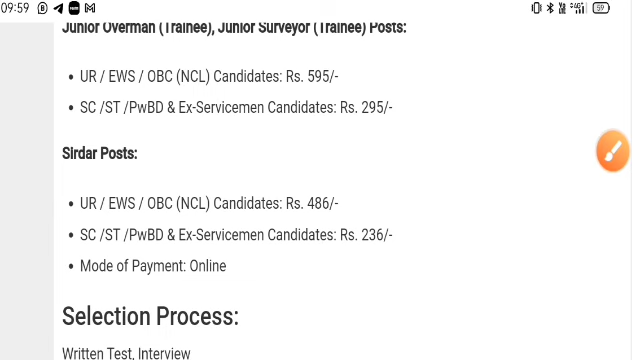 09:59
59
Junior Overman (Trainee), Junior Surveyor (Trainee) Posts:
• UR / EWS / OBC (NCL) Candidates: Rs. 595/-
• SC /ST /PwBD & Ex-Servicemen Candidates: Rs. 295/-
Sirdar Posts:
• UR / EWS / OBC (NCL) Candidates: Rs. 486/-
• SC /ST /PwBD & Ex-Servicemen Candidates: Rs. 236/-
• Mode of Payment: Online
Selection Process:
Written Test, Interview